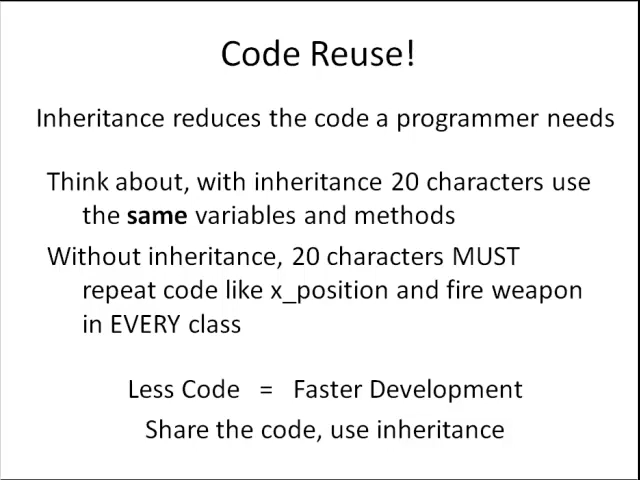 Code Reuse!
Inheritance reduces the code a programmer needs
Think about, with inheritance 20 characters use
the same variables and methods
Without inheritance, 20 characters MUST
repeat code like x_position and fire weapon
in EVERY class
Less Code = Faster Development
Share the code, use inheritance